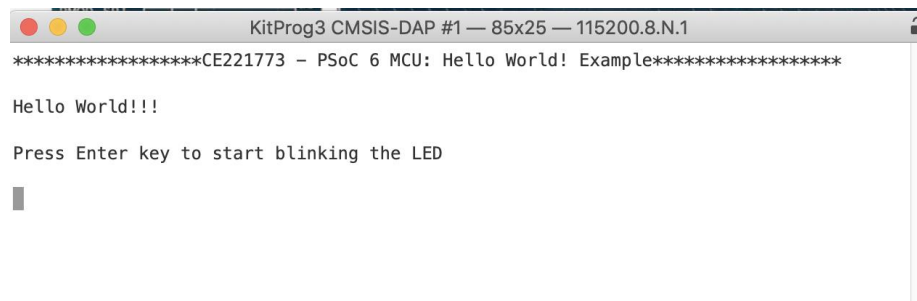 KitProg3 CMSIS-DAP #1 — 85x25 — 115200.8.N.1
******************CE221773 – PSoC 6 MCU: Hello World! Example******************
Hello World!!!
Press Enter key to start blinking the LED